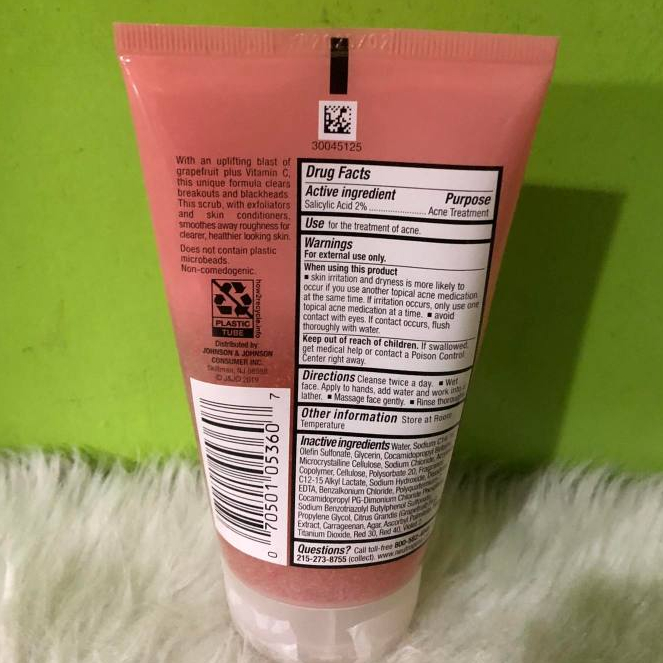 30045125
With an uplifting blast of
grapefruit plus Vitamin C,
this unique formula clears
breakouts and blackheads
This scrub, with exfoliators
and skin conditioners,
smoothes away roughness for
clearer, healthier looking skin.
Does not contain plastic
microbeads.
Non-comedogenic.
how2recycle.info
PLASTIC
TUBE
Distributed by
JOHNSON & JOHNSON
CONSUMER INC.
Skillman, NJ 08558
© J&JCI 2019
0 70501 05360 7
Drug Facts
Active ingredient Purpose
Salicylic Acid 2% .................... Acne Treatment
Use for the treatment of acne.
Warnings
For external use only.
When using this product
▪ skin irritation and dryness is more likely to
occur if you use another topical acne medication
at the same time. If irritation occurs, only use one
topical acne medication at a time. ▪ avoid
contact with eyes. If contact occurs, flush
thoroughly with water.
Keep out of reach of children. If swallowed,
get medical help or contact a Poison Control
Center right away.
Directions Cleanse twice a day. ▪ Wet
face. Apply to hands, add water and work into
lather. ▪ Massage face gently. ▪ Rinse
Other information Store at Room
Temperature
Inactive ingredients Water, Sodium
Olefin Sulfonate, Glycerin, Cocamidopropyl
Microcrystalline Cellulose, Sodium Chloride,
Copolymer, Cellulose, Polysorbate 20,
C12-15 Alkyl Lactate, Sodium Hydroxide,
EDTA, Benzalkonium Chloride,
Cocamidopropyl PG-Dimonium Chloride
Sodium Benzotriazolyl Butylphenol
Propylene Glycol, Citrus Grandis
Extract, Carrageenan, Agar, Ascorbyl
Titanium Dioxide, Red 30, Red 40,
Questions? Call toll-free
215-273-8755 (collect).